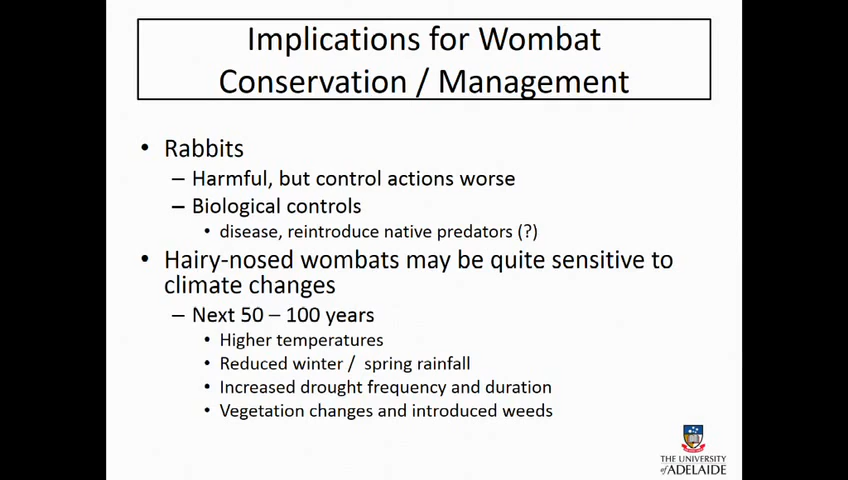 Implications for Wombat
Conservation / Management
• Rabbits
– Harmful, but control actions worse
– Biological controls
• disease, reintroduce native predators (?)
• Hairy-nosed wombats may be quite sensitive to
climate changes
– Next 50 – 100 years
• Higher temperatures
• Reduced winter / spring rainfall
• Increased drought frequency and duration
• Vegetation changes and introduced weeds
THE UNIVERSITY
of ADELAIDE